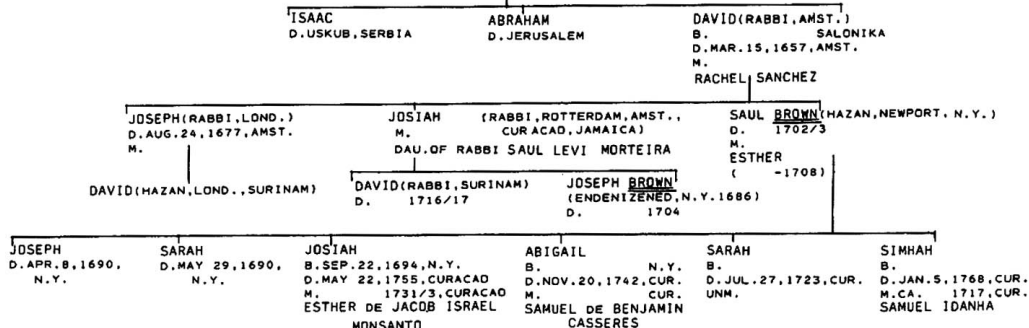 ISAAC
D.USKUB,SERBIA
ABRAHAM
D.JERUSALEM
DAVID(RABBI,AMST.)
B. SALONIKA
D.MAR.15,1657,AMST.
M.
RACHEL SANCHEZ
JOSEPH(RABBI,LOND.)
D.AUG.24,1677,AMST.
M.
JOSIAH (RABBI,ROTTERDAM,AMST.,
M. CURACAO,JAMAICA)
DAU.OF RABBI SAUL LEVI MORTEIRA
SAUL BROWN(HAZAN,NEWPORT, N.Y.)
D. 1702/3
M.
ESTHER
( -1708)
DAVID(HAZAN,LOND.,SURINAM)
DAVID(RABBI,SURINAM)
D. 1716/17
JOSEPH BROWN
(ENDENIZENED,N.Y.1686)
D. 1704
JOSEPH
D.APR.8,1690,
N.Y.
SARAH
D.MAY 29,1690,
N.Y.
JOSIAH
B.SEP.22,1694,N.Y.
D.MAY 22,1755,CURACAO
M. 1731/3,CURACAO
ESTHER DE JACOB ISRAEL
MONSANTO
ABIGAIL
B. N.Y.
D.NOV.20,1742,CUR.
M. CUR.
SAMUEL DE BENJAMIN
CASSERES
SARAH
B.
D.JUL.27,1723,CUR.
UNM.
SIMHAH
B.
D.JAN.5,1768,CUR.
M.CA. 1717,CUR.
SAMUEL IDANHA